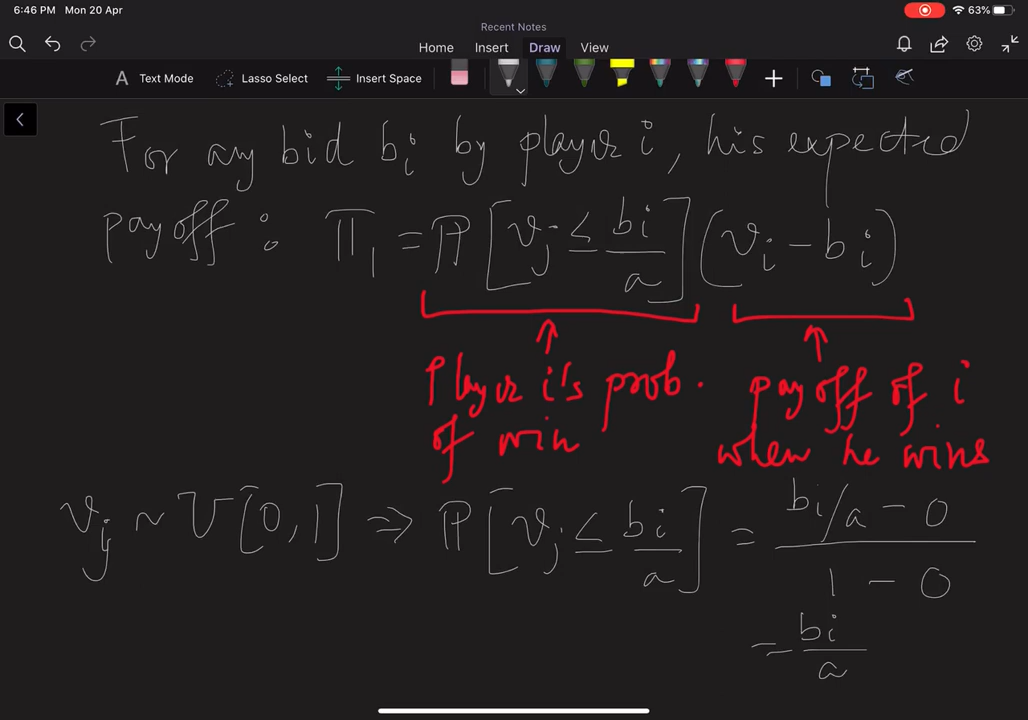 6:46 PM Mon 20 Apr
63%
Recent Notes
Home Insert Draw View
A Text Mode Lasso Select Insert Space
For any bid bi by player i, his expected
payoff : Π₁ = ℙ[vj ≤ bi/a](vi − bi)
Player i's prob. of win
payoff of i when he wins
vj ~ U[0,1] ⇒ ℙ[vj ≤ bi/a] = (bi/a − 0)/(1 − 0)
= bi/a